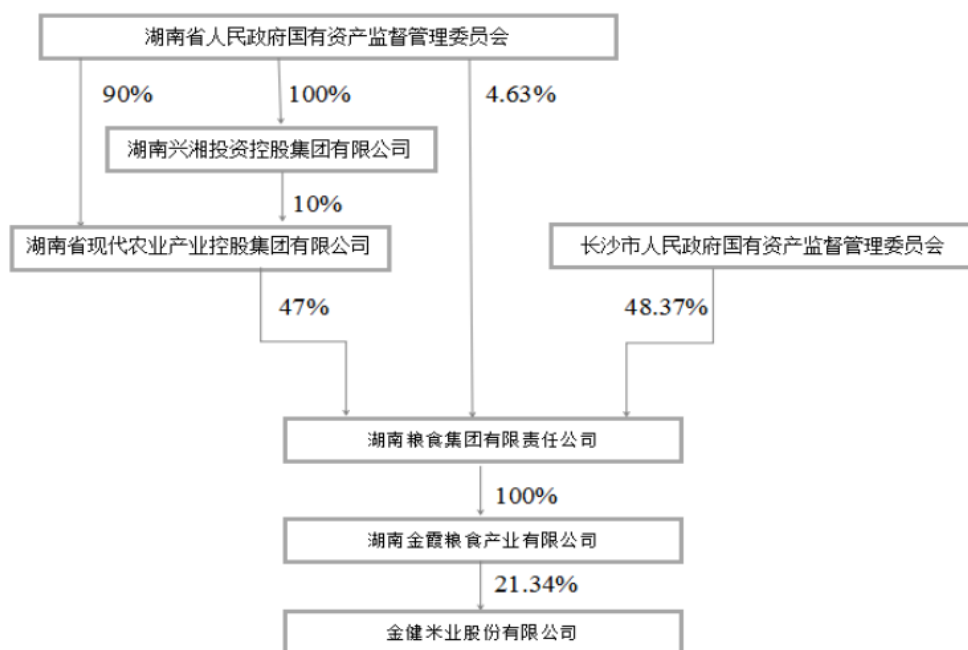 湖南省人民政府国有资产监督管理委员会
90%
100%
4.63%
湖南兴湘投资控股集团有限公司
10%
湖南省现代农业产业控股集团有限公司
长沙市人民政府国有资产监督管理委员会
47%
48.37%
湖南粮食集团有限责任公司
100%
湖南金霞粮食产业有限公司
21.34%
金健米业股份有限公司